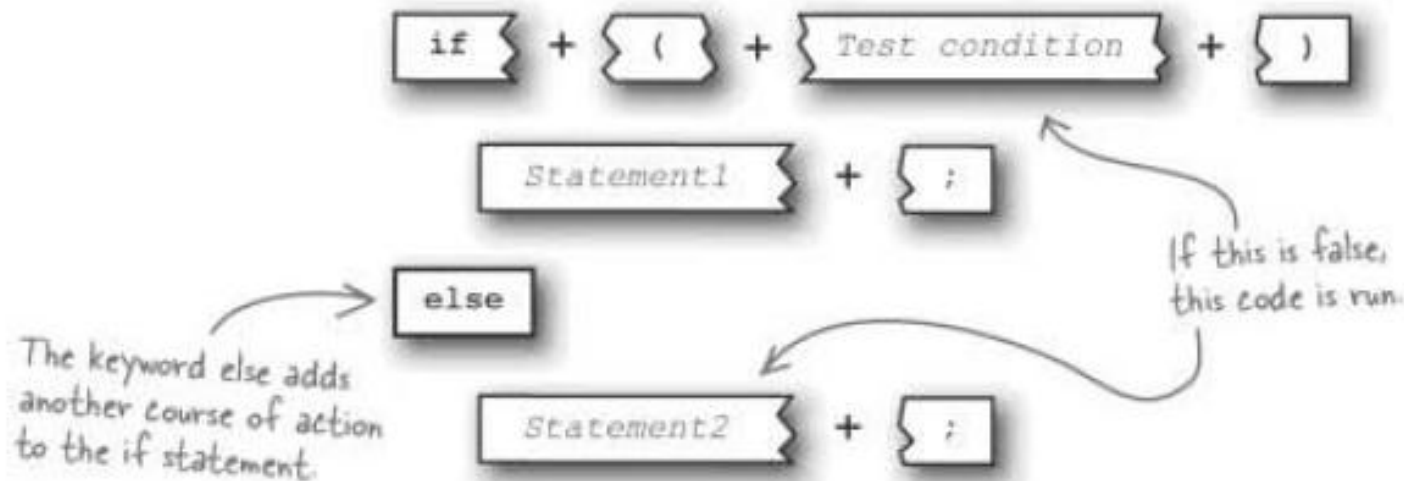 if + ( + Test condition + )
Statement1 + ;
If this is false,
this code is run.
else
The keyword else adds
another course of action
to the if statement.
Statement2 + ;